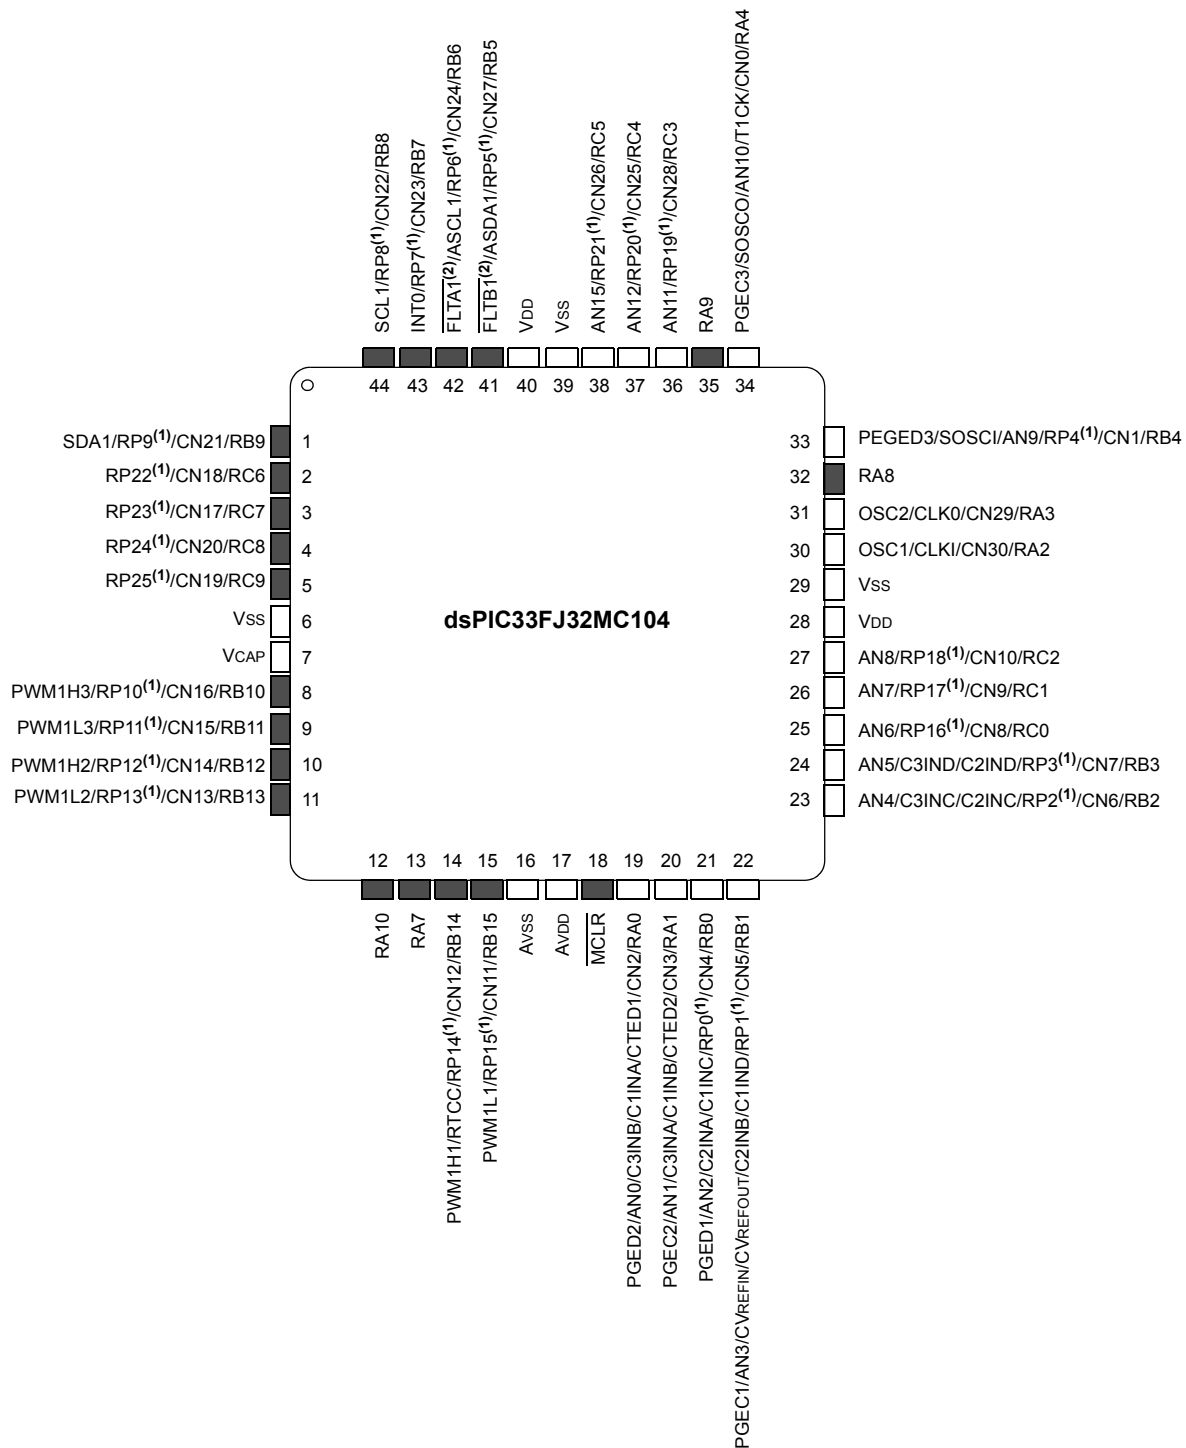 SCL1/RP8(1)/CN22/RB8
INT0/RP7(1)/CN23/RB7
FLTA1(2)/ASCL1/RP6(1)/CN24/RB6
FLTB1(2)/ASDA1/RP5(1)/CN27/RB5
VDD
VSS
AN15/RP21(1)/CN26/RC5
AN12/RP20(1)/CN25/RC4
AN11/RP19(1)/CN28/RC3
RA9
PGEC3/SOSCO/AN10/T1CK/CN0/RA4
44 43 42 41 40 39 38 37 36 35 34
SDA1/RP9(1)/CN21/RB9 1
RP22(1)/CN18/RC6 2
RP23(1)/CN17/RC7 3
RP24(1)/CN20/RC8 4
RP25(1)/CN19/RC9 5
VSS 6
VCAP 7
PWM1H3/RP10(1)/CN16/RB10 8
PWM1L3/RP11(1)/CN15/RB11 9
PWM1H2/RP12(1)/CN14/RB12 10
PWM1L2/RP13(1)/CN13/RB13 11
dsPIC33FJ32MC104
33 PEGED3/SOSCI/AN9/RP4(1)/CN1/RB4
32 RA8
31 OSC2/CLK0/CN29/RA3
30 OSC1/CLKI/CN30/RA2
29 VSS
28 VDD
27 AN8/RP18(1)/CN10/RC2
26 AN7/RP17(1)/CN9/RC1
25 AN6/RP16(1)/CN8/RC0
24 AN5/C3IND/C2IND/RP3(1)/CN7/RB3
23 AN4/C3INC/C2INC/RP2(1)/CN6/RB2
12 13 14 15 16 17 18 19 20 21 22
RA10
RA7
PWM1H1/RTCC/RP14(1)/CN12/RB14
PWM1L1/RP15(1)/CN11/RB15
AVSS
AVDD
MCLR
PGED2/AN0/C3INB/C1INA/CTED1/CN2/RA0
PGEC2/AN1/C3INA/C1INB/CTED2/CN3/RA1
PGED1/AN2/C2INA/C1INC/RP0(1)/CN4/RB0
PGEC1/AN3/CVREFIN/CVREFOUT/C2INB/C1IND/RP1(1)/CN5/RB1